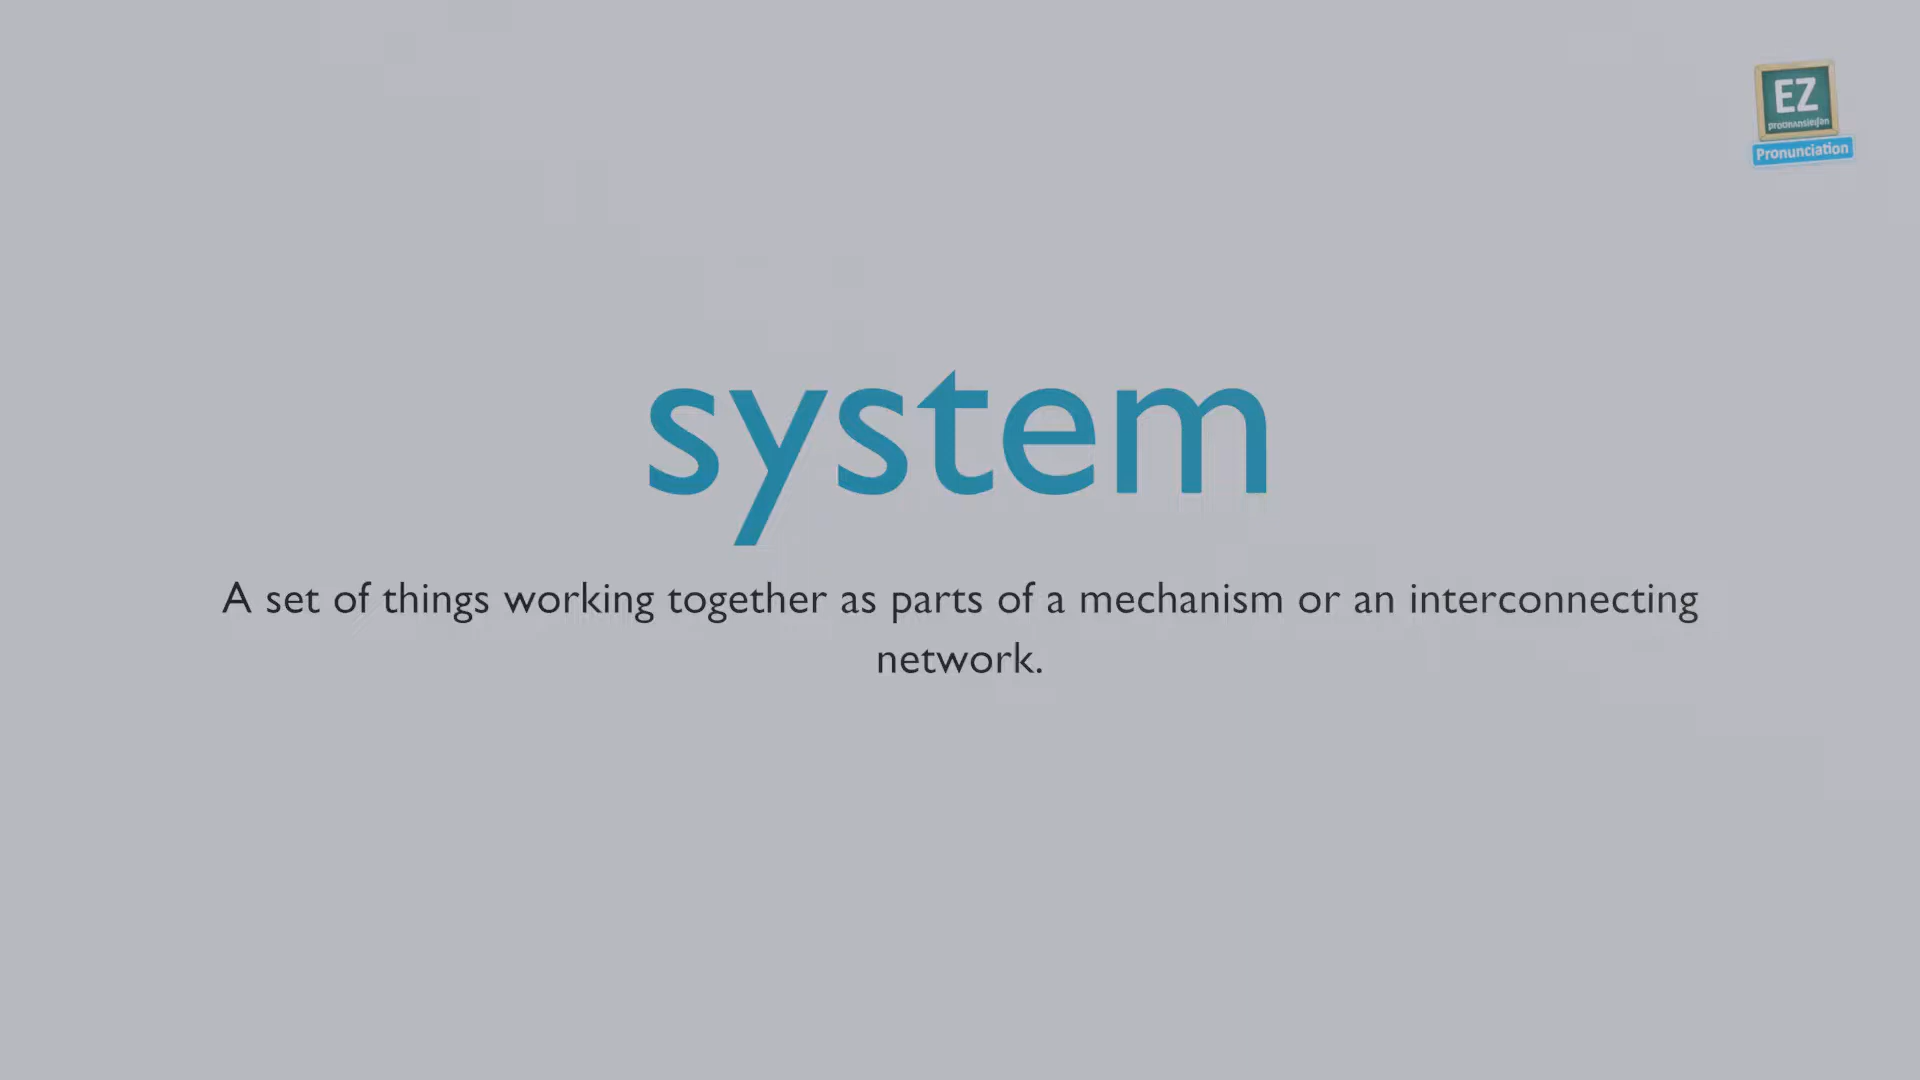 EZ
Pronunciation
system
A set of things working together as parts of a mechanism or an interconnecting
network.